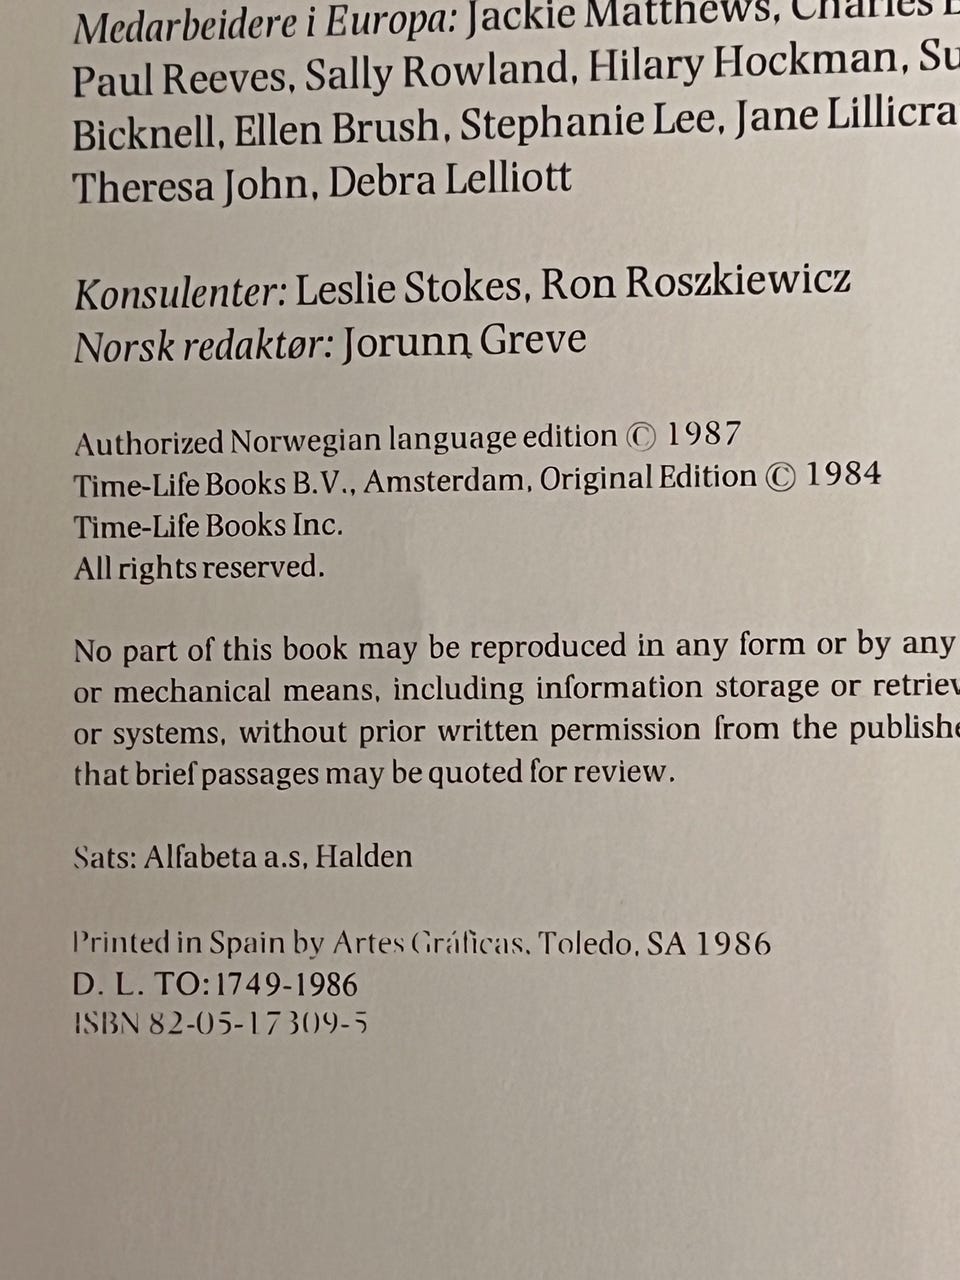 Medarbeidere i Europa: Jackie Matthews, Charles
Paul Reeves, Sally Rowland, Hilary Hockman, Su
Bicknell, Ellen Brush, Stephanie Lee, Jane Lillicra
Theresa John, Debra Lelliott
Konsulenter: Leslie Stokes, Ron Roszkiewicz
Norsk redaktør: Jorunn Greve
Authorized Norwegian language edition © 1987
Time-Life Books B.V., Amsterdam, Original Edition © 1984
Time-Life Books Inc.
All rights reserved.
No part of this book may be reproduced in any form or by any
or mechanical means, including information storage or retriev
or systems, without prior written permission from the publishe
that brief passages may be quoted for review.
Sats: Alfabeta a.s, Halden
Printed in Spain by Artes Gráficas, Toledo, SA 1986
D. L. TO:1749-1986
ISBN 82-05-17309-5